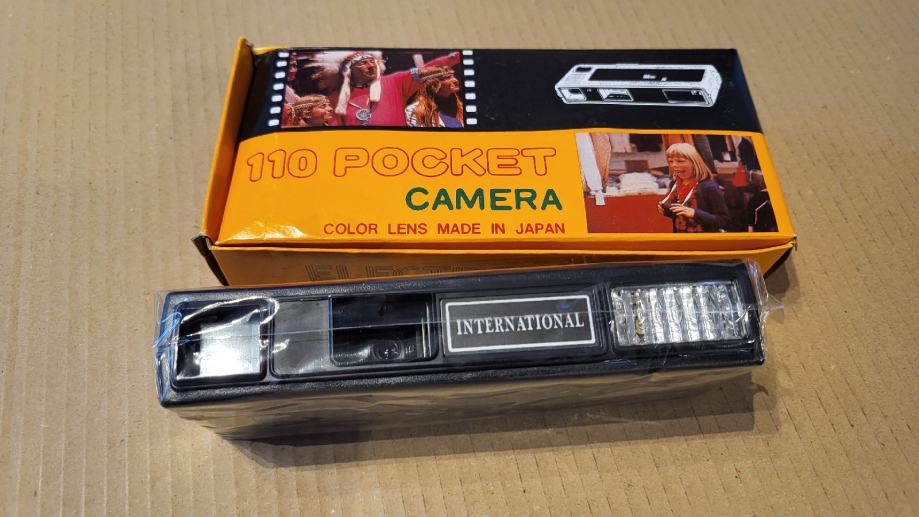 110 POCKET
CAMERA
COLOR LENS MADE IN JAPAN
INTERNATIONAL